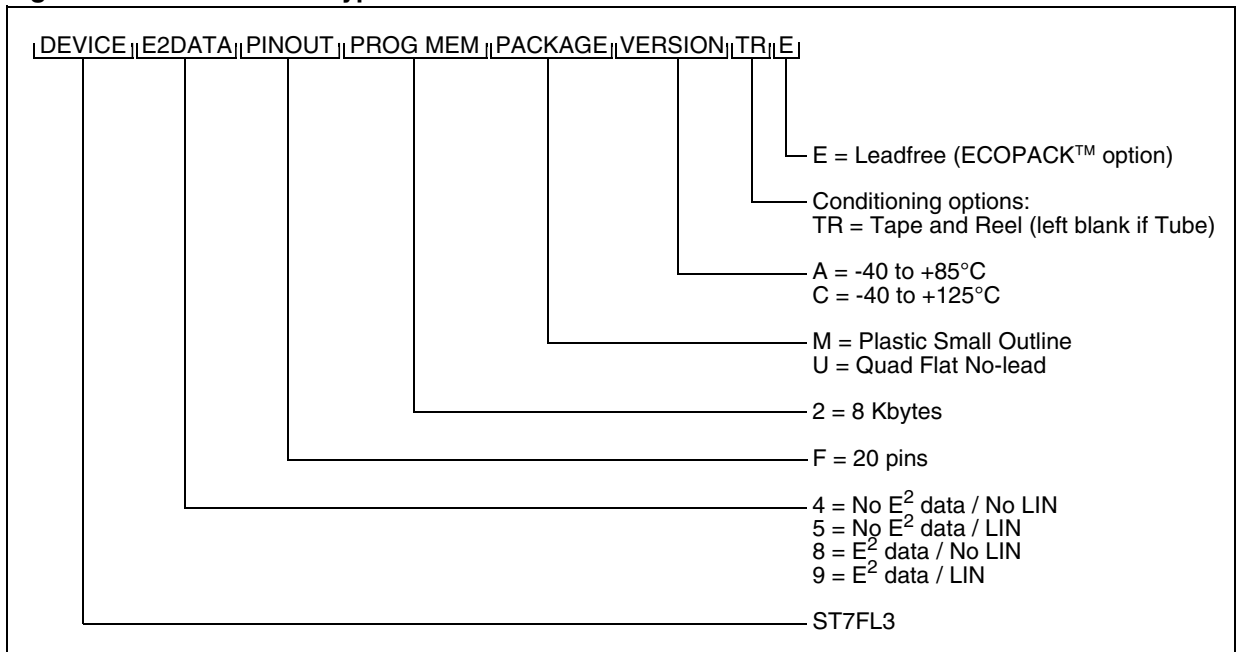 DEVICE E2DATA PINOUT PROG MEM PACKAGE VERSION TR E
E = Leadfree (ECOPACK™ option)
Conditioning options:
TR = Tape and Reel (left blank if Tube)
A = -40 to +85°C
C = -40 to +125°C
M = Plastic Small Outline
U = Quad Flat No-lead
2 = 8 Kbytes
F = 20 pins
4 = No E² data / No LIN
5 = No E² data / LIN
8 = E² data / No LIN
9 = E² data / LIN
ST7FL3